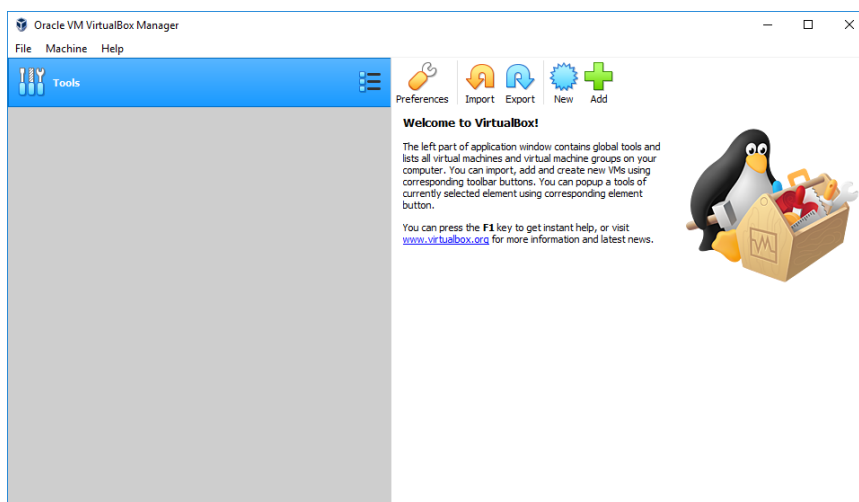 Oracle VM VirtualBox Manager
File Machine Help
Tools
Preferences Import Export New Add
Welcome to VirtualBox!
The left part of application window contains global tools and
lists all virtual machines and virtual machine groups on your
computer. You can import, add and create new VMs using
corresponding toolbar buttons. You can popup a tools of
currently selected element using corresponding element
button.
You can press the F1 key to get instant help, or visit
www.virtualbox.org for more information and latest news.